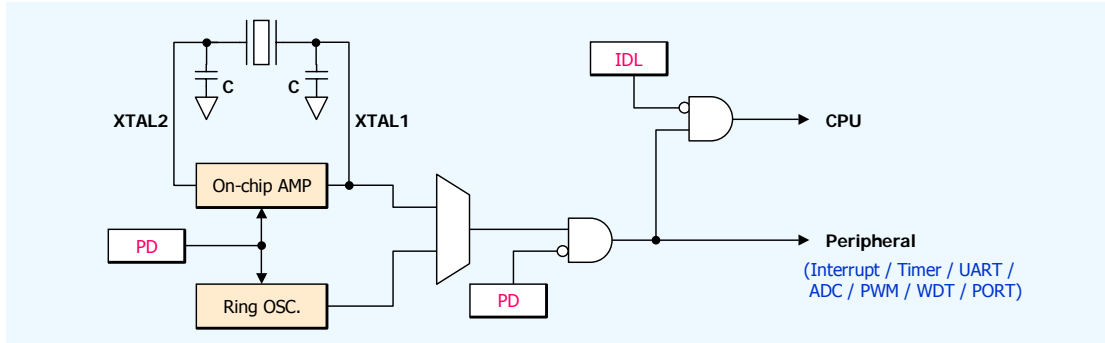 IDL
C
C
XTAL2
XTAL1
CPU
On-chip AMP
PD
Peripheral
(Interrupt / Timer / UART /
ADC / PWM / WDT / PORT)
Ring OSC.
PD